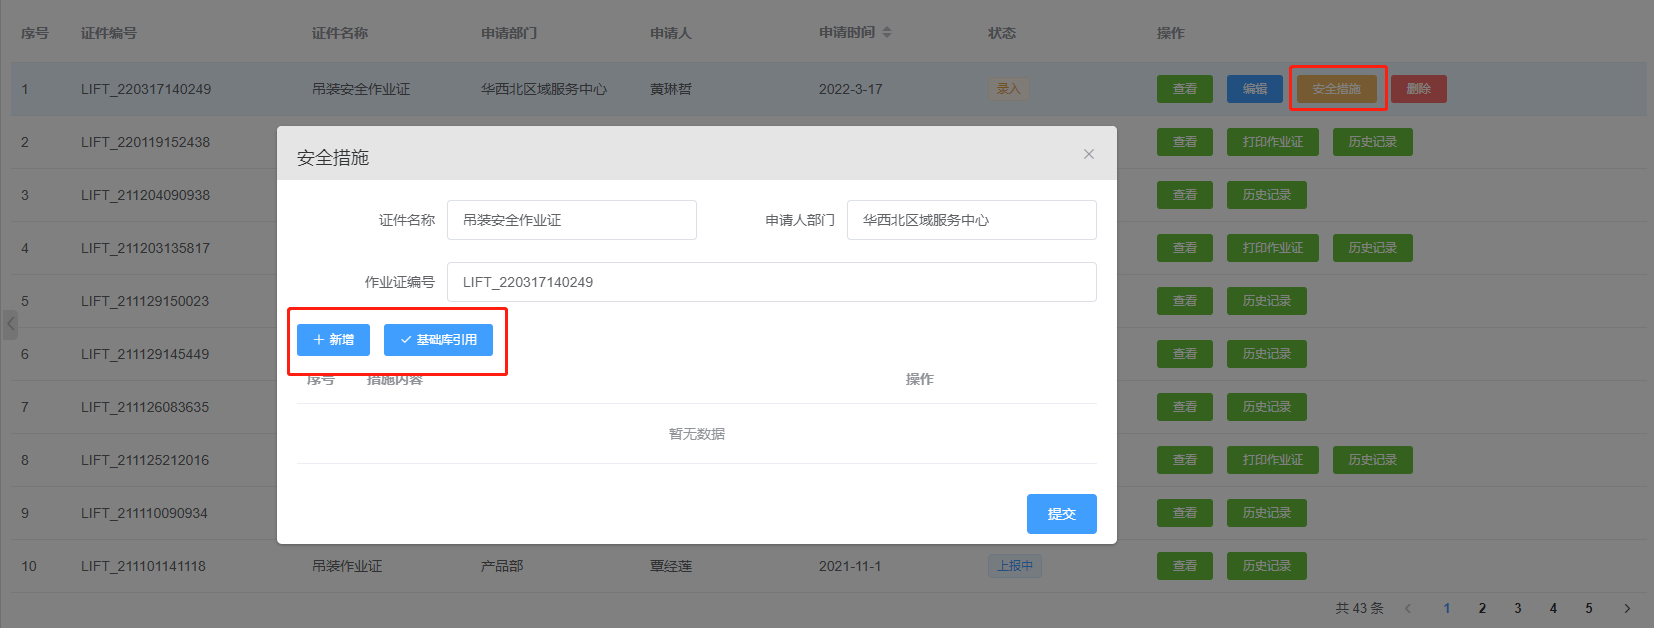 序号 证件编号 证件名称 申请部门 申请人 申请时间 状态 操作
1 LIFT_220317140249 吊装安全作业证 华西北区域服务中心 黄琳哲 2022-3-17 录入 查看 编辑 安全措施 删除
2 LIFT_220119152438 查看 打印作业证 历史记录
3 LIFT_211204090938 查看 历史记录
4 LIFT_211203135817 查看 打印作业证 历史记录
5 LIFT_211129150023 查看 历史记录
6 LIFT_211129145449 查看 历史记录
7 LIFT_211126083635 查看 历史记录
8 LIFT_211125212016 查看 打印作业证 历史记录
9 LIFT_211110090934 查看 历史记录
10 LIFT_211101141118 吊装作业证 产品部 覃经莲 2021-11-1 上报中 查看 历史记录
共 43 条 1 2 3 4 5
安全措施
证件名称 吊装安全作业证 申请人部门 华西北区域服务中心
作业证编号 LIFT_220317140249
新增 基础库引用
序号 措施内容 操作
暂无数据
提交